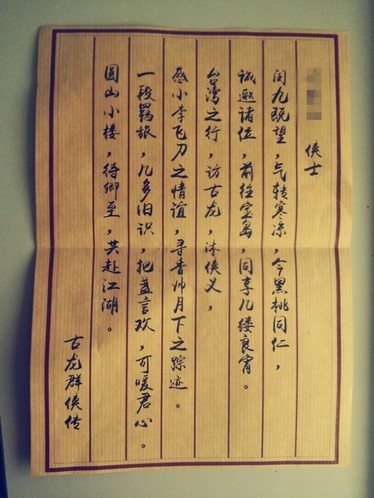 侠士
闰九既望，气转寒凉，今黑桃同仁，
诚邀诸位，前往宝岛，同享几缕良宵。
台湾之行，访古龙，沐侠义，
感小李飞刀之情谊，寻香帅月下之踪迹。
一段羁旅，几多旧识，把盏言欢，可暖君心。
圆山小楼，待卿至，共赴江湖。
古龙群侠传